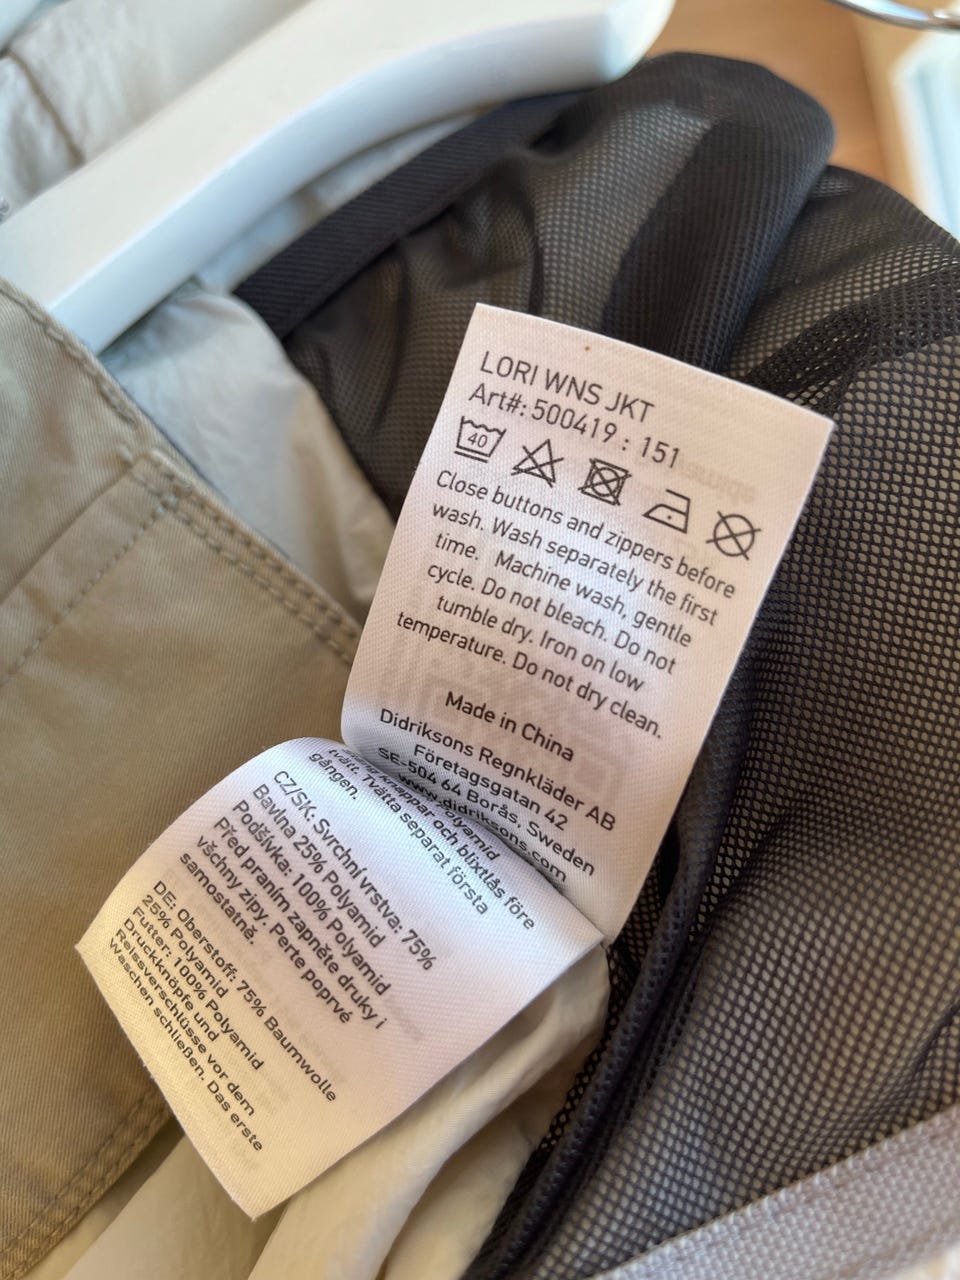 LORI WNS JKT
Art#: 500419 : 151
40
Close buttons and zippers before
wash. Wash separately the first
time. Machine wash, gentle
cycle. Do not bleach. Do not
tumble dry. Iron on low
temperature. Do not dry clean.
Made in China
Didriksons Regnkläder AB
Företagsgatan 42
SE-504 64 Borås, Sweden
www.didriksons.com
Polyamid
knappar och blixtlås före
tvätt. Tvätta separat första
gången.
CZ/SK: Svrchní vrstva: 75%
Bavlna 25% Polyamid
Podšívka: 100% Polyamid
Před praním zapněte druky i
všchny zipy. Perte poprvé
samostatně.
DE: Oberstoff: 75% Baumwolle
25% Polyamid
Futter: 100% Polyamid
Druckknöpfe und
Reissverschlüsse vor dem
Waschen schließen. Das erste